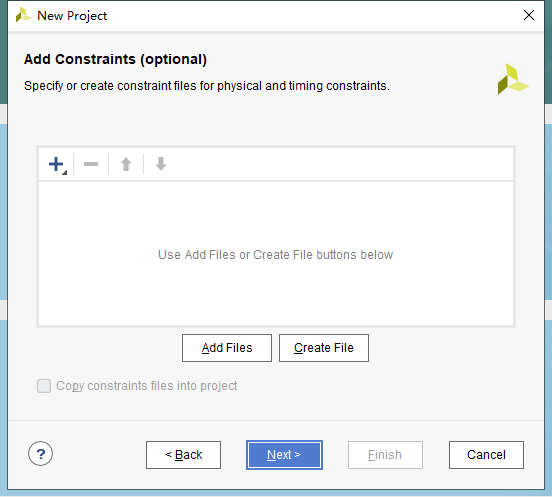 New Project
Add Constraints (optional)
Specify or create constraint files for physical and timing constraints.
Use Add Files or Create File buttons below
Add Files
Create File
Copy constraints files into project
?
< Back
Next >
Finish
Cancel